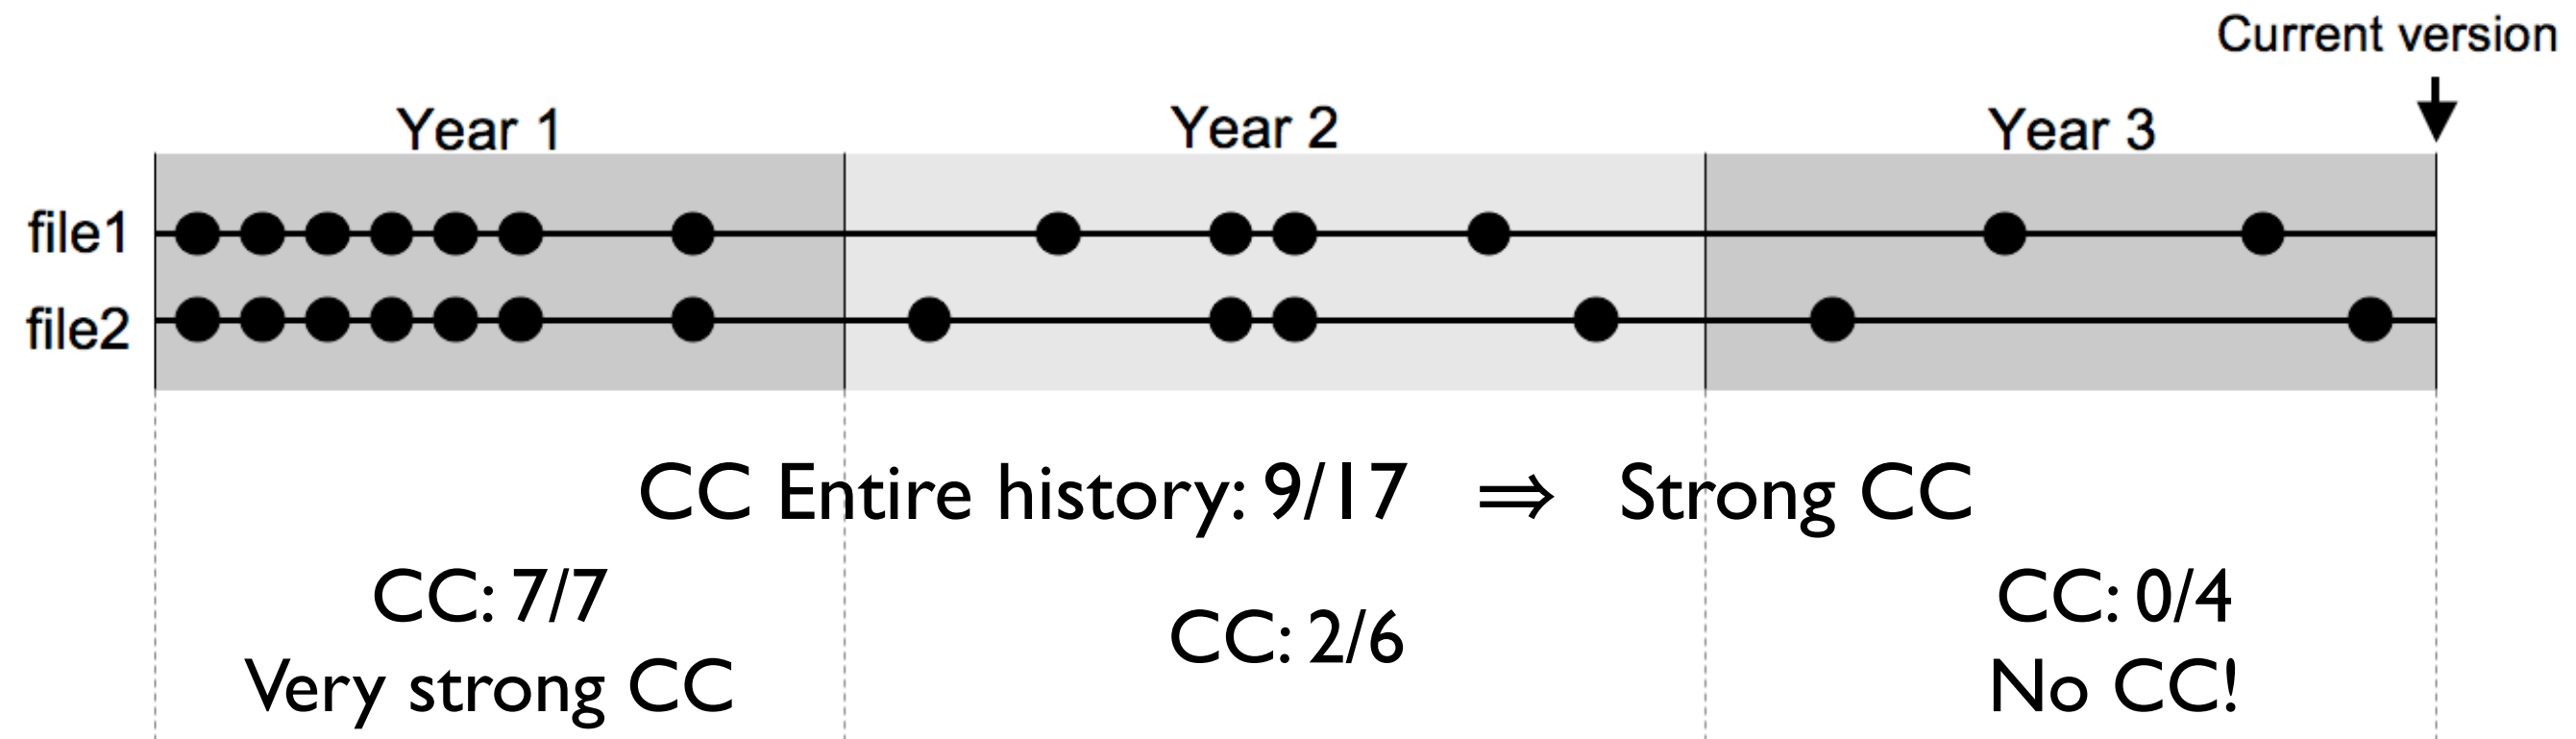 Current version
Year 1
Year 2
Year 3
file1
file2
CC Entire history: 9/17 ⇒ Strong CC
CC: 7/7
Very strong CC
CC: 2/6
CC: 0/4
No CC!